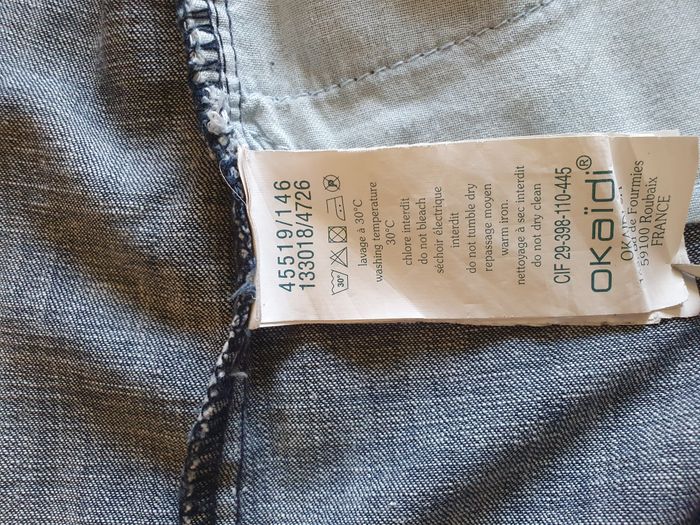 45519/146
133018/4726
30°
P
lavage à 30°C
washing temperature
30°C
chlore interdit
do not bleach
séchoir électrique
interdit
do not tumble dry
repassage moyen
warm iron.
nettoyage à sec interdit
do not dry clean
CIF 29-398-110-445
OKAÏDI®
de Fourmies
59100 Roubaix
FRANCE